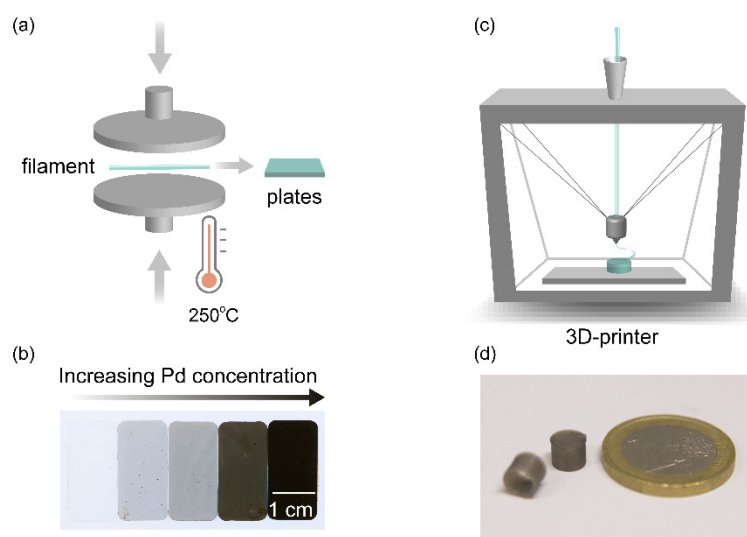 (a)
filament
plates
250°C
(b)
Increasing Pd concentration
1 cm
(c)
3D-printer
(d)